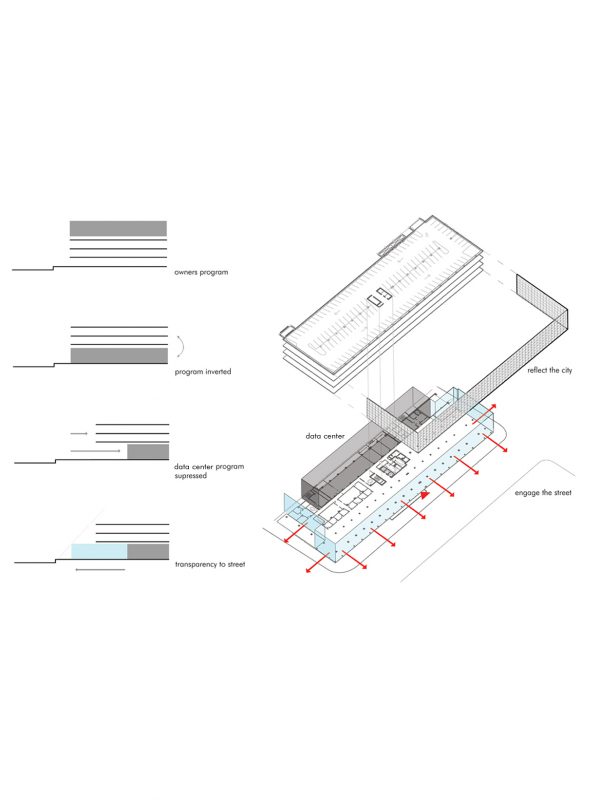 owners program
program inverted
reflect the city
data center
data center program
supressed
engage the street
transparency to street